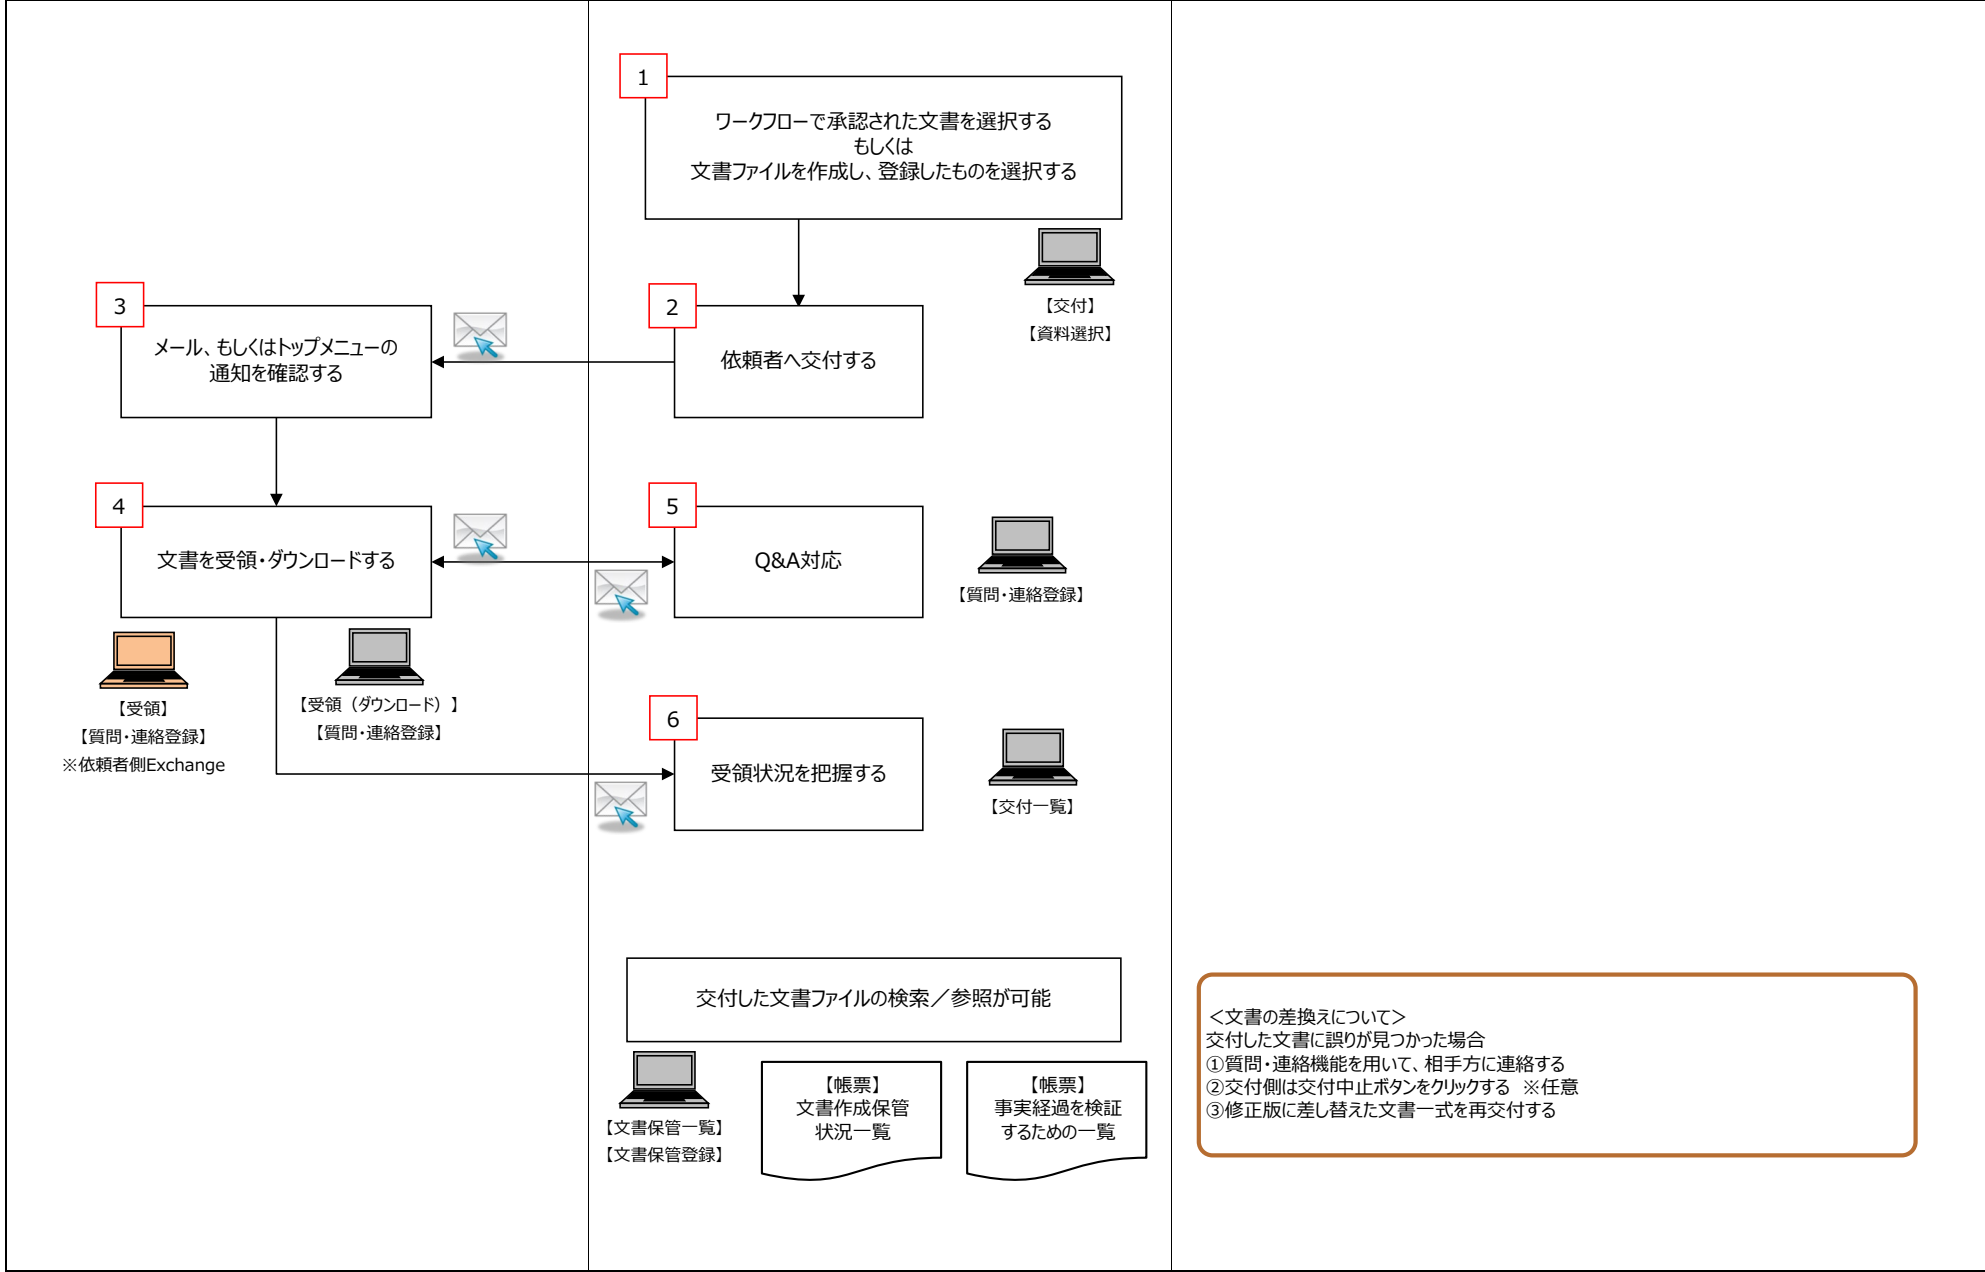 1
ワークフローで承認された文書を選択する
もしくは
文書ファイルを作成し、登録したものを選択する
【交付】
【資料選択】
2
依頼者へ交付する
3
メール、もしくはトップメニューの
通知を確認する
4
文書を受領・ダウンロードする
【受領】
【質問・連絡登録】
※依頼者側Exchange
【受領（ダウンロード）】
【質問・連絡登録】
5
Q&A対応
【質問・連絡登録】
6
受領状況を把握する
【交付一覧】
交付した文書ファイルの検索／参照が可能
【文書保管一覧】
【文書保管登録】
【帳票】
文書作成保管
状況一覧
【帳票】
事実経過を検証
するための一覧
＜文書の差換えについて＞
交付した文書に誤りが見つかった場合
①質問・連絡機能を用いて、相手方に連絡する
②交付側は交付中止ボタンをクリックする　※任意
③修正版に差し替えた文書一式を再交付する